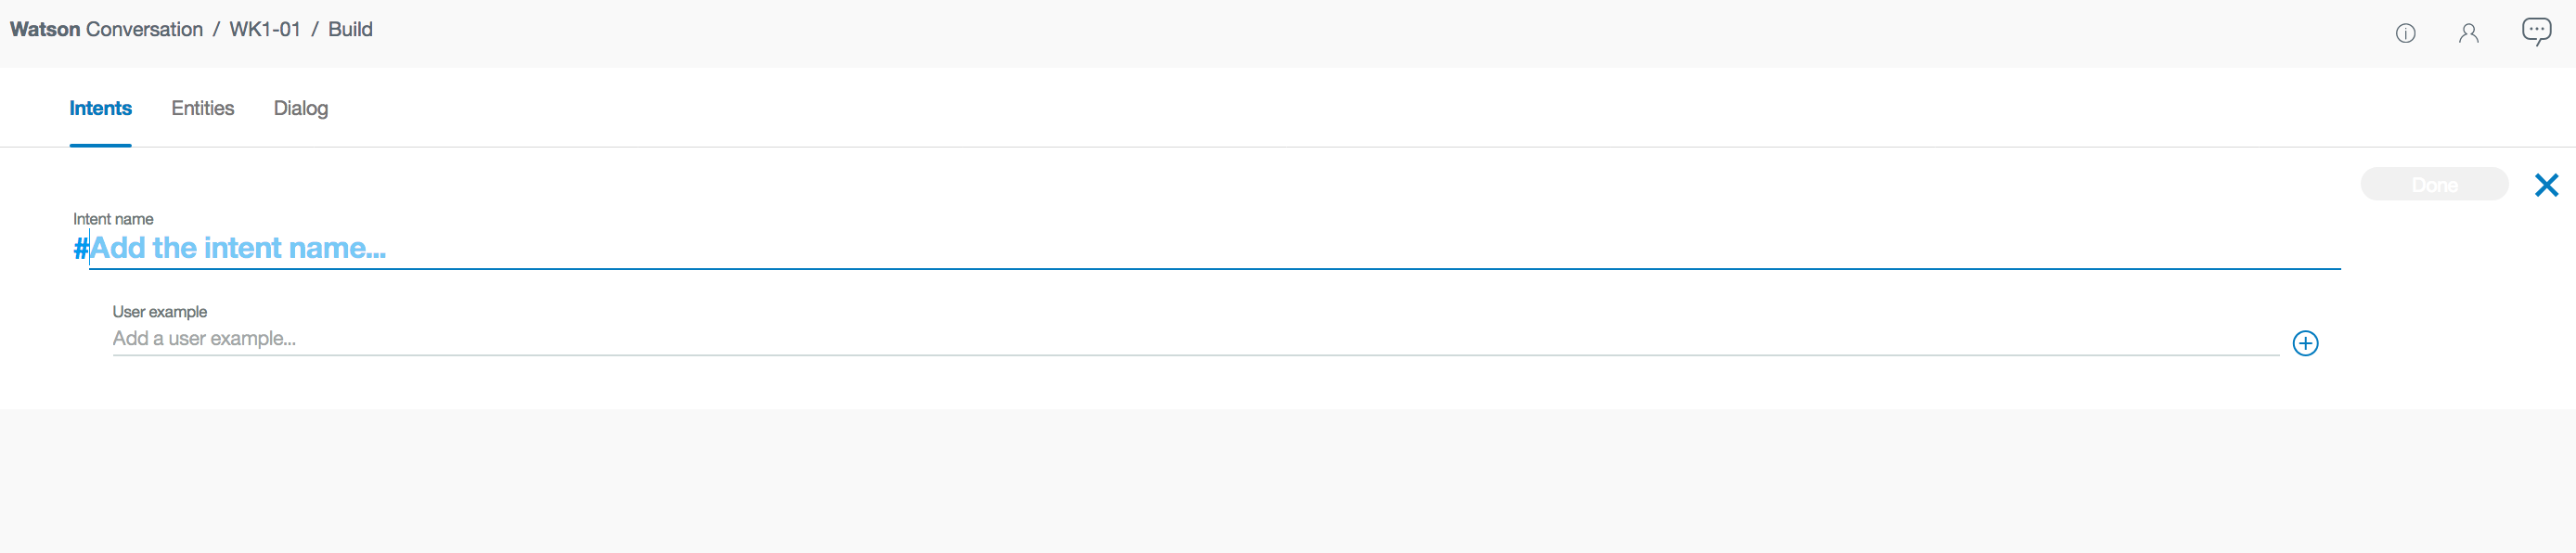 Watson Conversation / WK1-01 / Build
Intents Entities Dialog
Done
Intent name
#Add the intent name...
User example
Add a user example...